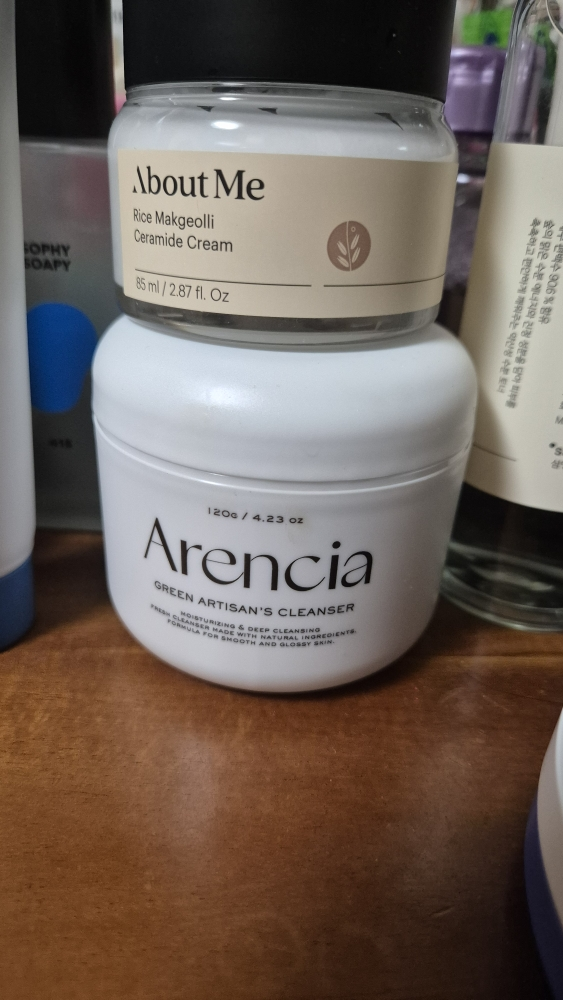 About Me
Rice Makgeolli
Ceramide Cream
85 ml / 2.87 fl. Oz
SOPHY
SOAPY
120g / 4.23 oz
Arencia
GREEN ARTISAN'S CLEANSER
MOISTURIZING & DEEP CLEANSING
FRESH CLEANSER MADE WITH NATURAL INGREDIENTS.
FORMULA FOR SMOOTH AND GLOSSY SKIN.